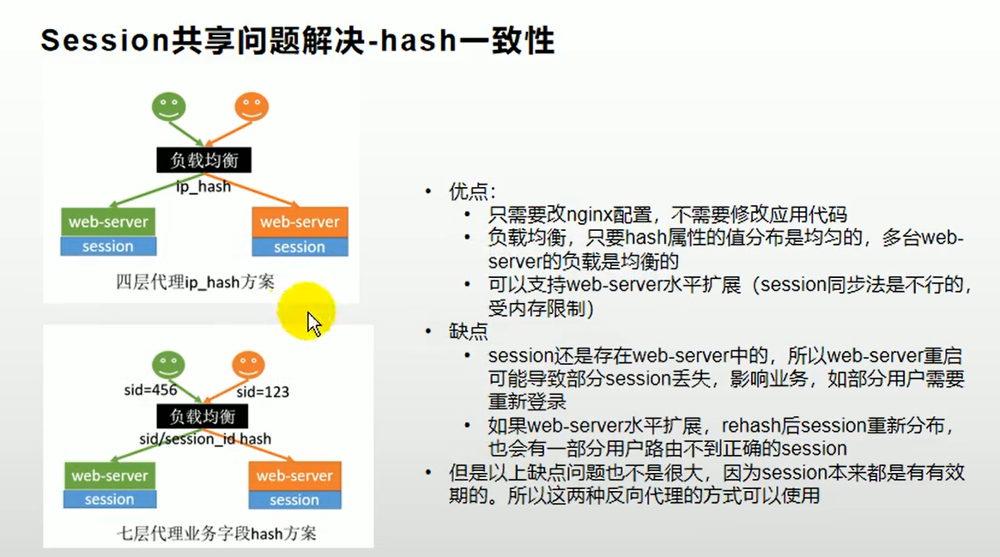 Session共享问题解决-hash一致性
负载均衡
ip_hash
web-server
web-server
session
session
四层代理ip_hash方案
sid=456
sid=123
负载均衡
sid/session_id hash
web-server
web-server
session
session
七层代理业务字段hash方案
• 优点：
• 只需要改nginx配置，不需要修改应用代码
• 负载均衡，只要hash属性的值分布是均匀的，多台web-
server的负载是均衡的
• 可以支持web-server水平扩展（session同步法是不行的，
受内存限制）
• 缺点
• session还是存在web-server中的，所以web-server重启
可能导致部分session丢失，影响业务，如部分用户需要
重新登录
• 如果web-server水平扩展，rehash后session重新分布，
也会有一部分用户路由不到正确的session
• 但是以上缺点问题也不是很大，因为session本来都是有有效
期的。所以这两种反向代理的方式可以使用